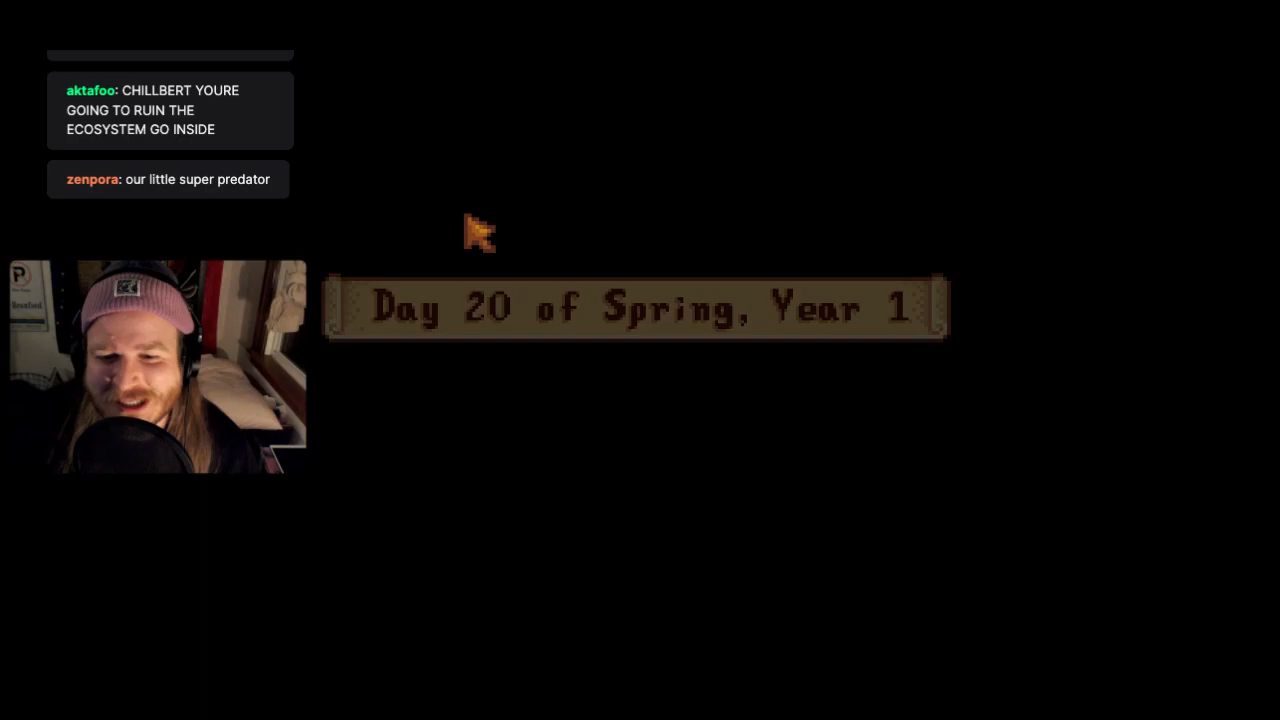 aktafoo: CHILLBERT YOURE
GOING TO RUIN THE
ECOSYSTEM GO INSIDE
zenpora: our little super predator
Day 20 of Spring, Year 1